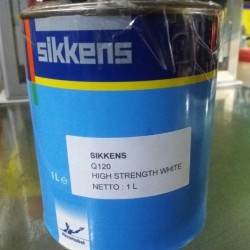 sikkens
SIKKENS
Q120
HIGH STRENGTH WHITE
NETTO : 1 L
1L e